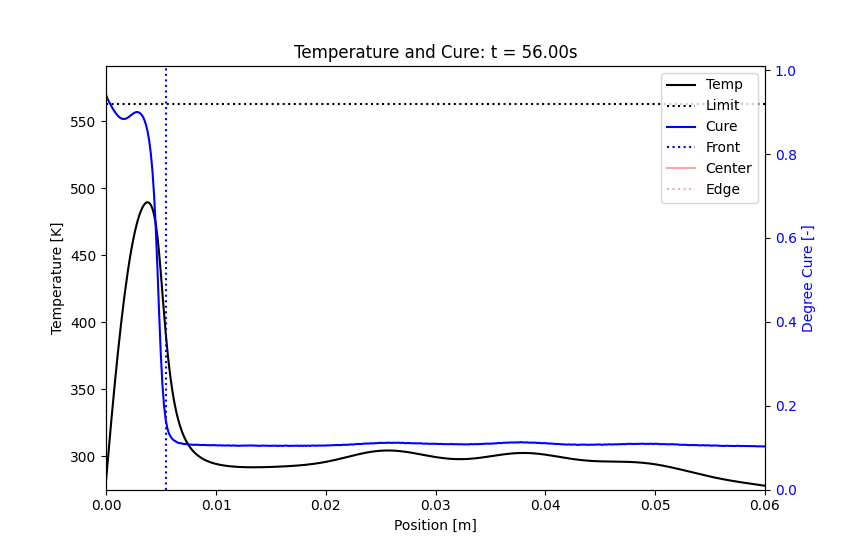 Temperature and Cure: t = 56.00s
Temp
Limit
Cure
Front
Center
Edge
550
500
450
400
350
300
Temperature [K]
1.0
0.8
0.6
0.4
0.2
0.0
Degree Cure [-]
0.00 0.01 0.02 0.03 0.04 0.05 0.06
Position [m]